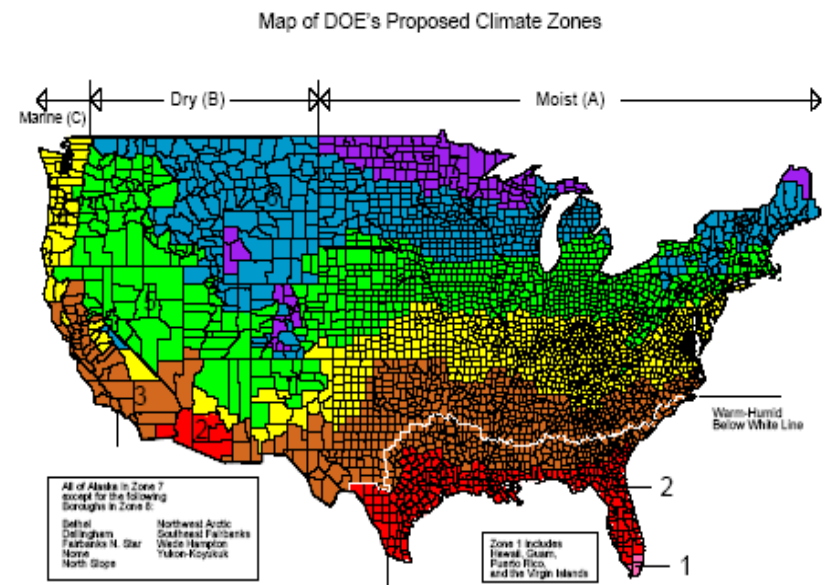 Map of DOE's Proposed Climate Zones
Marine (C)
Dry (B)
Moist (A)
6
5
3
2
Warm-Humid
Below White Line
2
1
All of Alaska in Zone 7
except for the following
Boroughs in Zone 8:
Bethel
Dellingham
Fairbanks N. Star
Nome
North Slope
Northwest Arctic
Southeast Fairbanks
Wade Hampton
Yukon-Koyukuk
Zone 1 includes
Hawaii, Guam,
Puerto Rico,
and the Virgin Islands